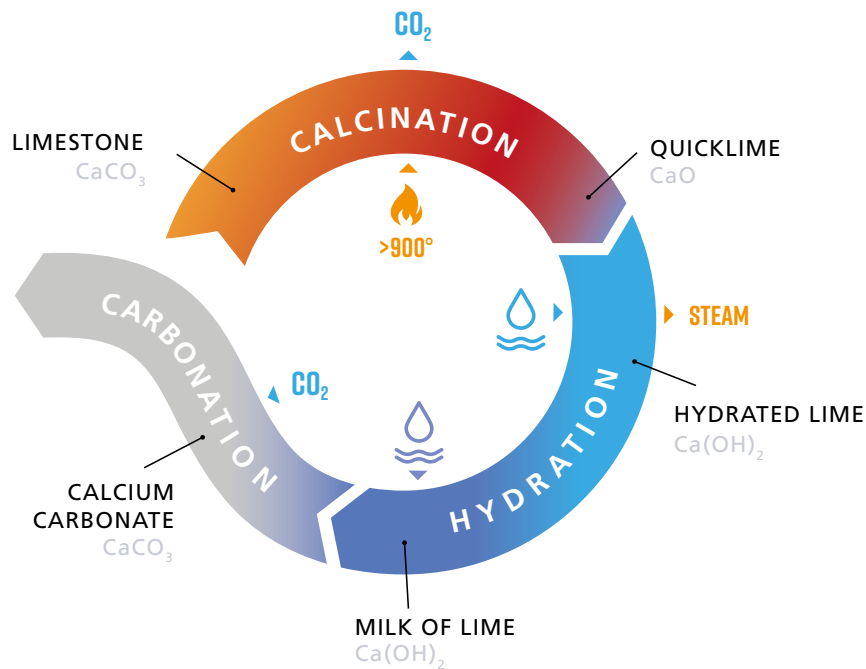 CO₂
CALCINATION
LIMESTONE
CaCO₃
QUICKLIME
CaO
>900°
CARBONATION
STEAM
CO₂
HYDRATION
HYDRATED LIME
Ca(OH)₂
CALCIUM
CARBONATE
CaCO₃
MILK OF LIME
Ca(OH)₂